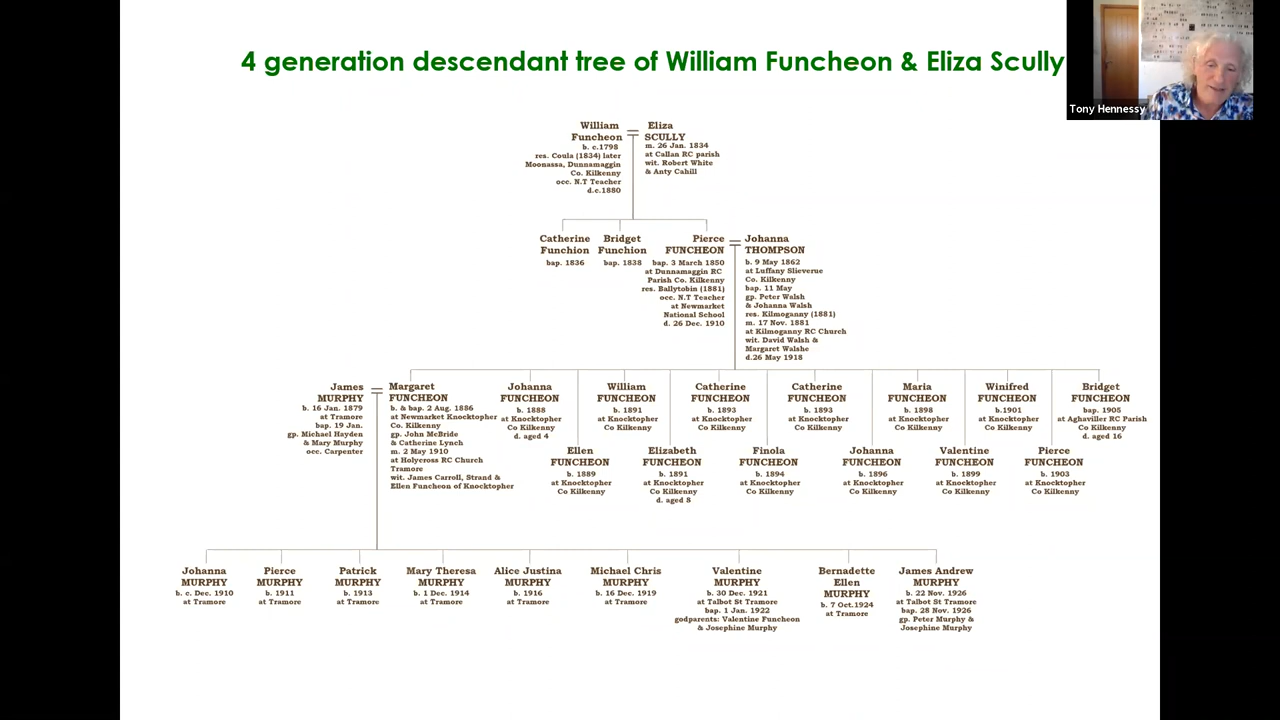 4 generation descendant tree of William Funcheon & Eliza Scully
Tony Hennessy
William
Funcheon
b. c.1798
res. Coula (1834) later
Moonassa, Dunnamaggin
Co. Kilkenny
occ. N.T Teacher
d.c.1880
Eliza
SCULLY
m. 26 Jan. 1834
at Callan RC parish
wit. Robert White
& Anty Cahill
Catherine
Funchion
bap. 1836
Bridget
Funchion
bap. 1838
Pierce
FUNCHEON
bap. 3 March 1850
at Dunnamaggin RC
Parish Co. Kilkenny
res. Ballytobin (1881)
occ. N.T Teacher
at Newmarket
National School
d. 26 Dec. 1910
Johanna
THOMPSON
b. 9 May 1862
at Luffany Slieverue
Co. Kilkenny
bap. 11 May
gp. Peter Walsh
& Johanna Walsh
res. Kilmoganny (1881)
m. 17 Nov. 1881
at Kilmoganny RC Church
wit. David Walsh &
Margaret Walshe
d.26 May 1918
James
MURPHY
b. 16 Jan. 1879
at Tramore
bap. 19 Jan.
gp. Michael Hayden
& Mary Murphy
occ. Carpenter
Margaret
FUNCHEON
b. & bap. 2 Aug. 1886
at Newmarket Knocktopher
Co. Kilkenny
gp. John McBride
& Catherine Lynch
m. 2 May 1910
at Holycross RC Church
Tramore
wit. James Carroll, Strand &
Ellen Funcheon of Knocktopher
Johanna
FUNCHEON
b. 1888
at Knocktopher
Co Kilkenny
d. aged 4
Ellen
FUNCHEON
b. 1889
at Knocktopher
Co Kilkenny
William
FUNCHEON
b. 1891
at Knocktopher
Co Kilkenny
Elizabeth
FUNCHEON
b. 1891
at Knocktopher
Co Kilkenny
d. aged 8
Catherine
FUNCHEON
b. 1893
at Knocktopher
Co Kilkenny
Finola
FUNCHEON
b. 1894
at Knocktopher
Co Kilkenny
Catherine
FUNCHEON
b. 1893
at Knocktopher
Co Kilkenny
Johanna
FUNCHEON
b. 1896
at Knocktopher
Co Kilkenny
Maria
FUNCHEON
b. 1898
at Knocktopher
Co Kilkenny
Valentine
FUNCHEON
b. 1899
at Knocktopher
Co Kilkenny
Winifred
FUNCHEON
b.1901
at Knocktopher
Co Kilkenny
Pierce
FUNCHEON
b. 1903
at Knocktopher
Co Kilkenny
Bridget
FUNCHEON
bap. 1905
at Aghaviller RC Parish
Co Kilkenny
d. aged 16
Johanna
MURPHY
b. c. Dec. 1910
at Tramore
Pierce
MURPHY
b. 1911
at Tramore
Patrick
MURPHY
b. 1913
at Tramore
Mary Theresa
MURPHY
b. 1 Dec. 1914
at Tramore
Alice Justina
MURPHY
b. 1916
at Tramore
Michael Chris
MURPHY
b. 16 Dec. 1919
at Tramore
Valentine
MURPHY
b. 30 Dec. 1921
at Talbot St Tramore
bap. 1 Jan. 1922
godparents: Valentine Funcheon
& Josephine Murphy
Bernadette
Ellen
MURPHY
b. 7 Oct.1924
at Tramore
James Andrew
MURPHY
b. 22 Nov. 1926
at Talbot St Tramore
bap. 28 Nov. 1926
gp. Peter Murphy &
Josephine Murphy